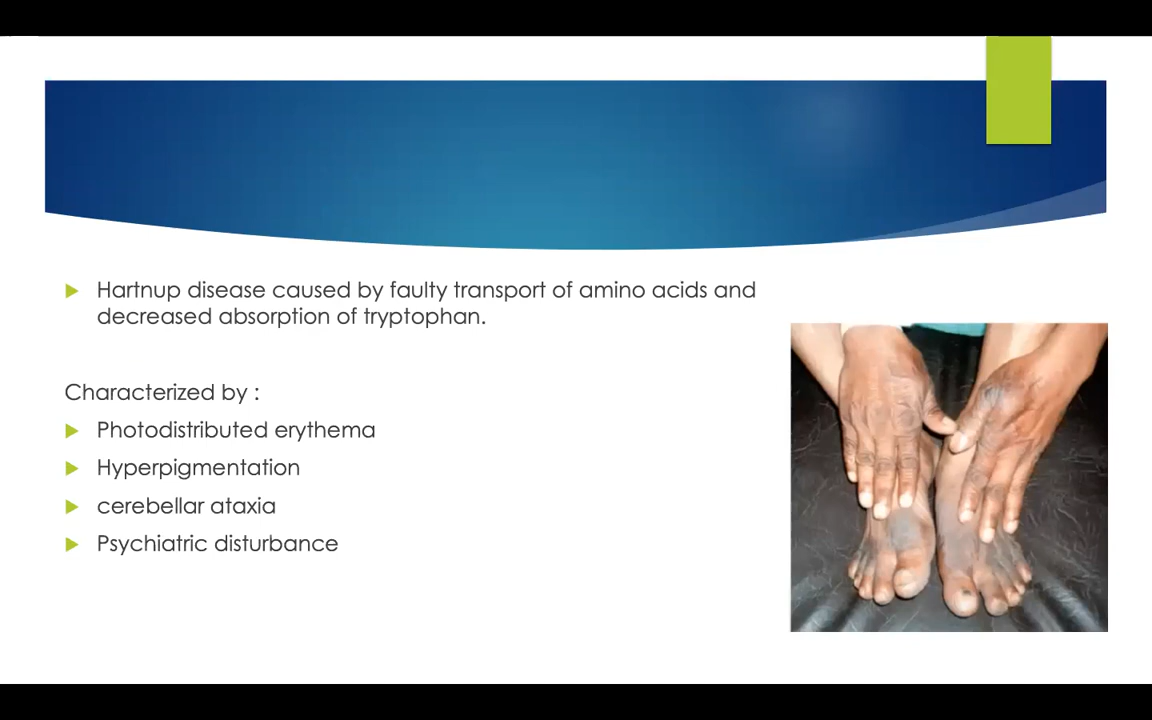 Hartnup disease caused by faulty transport of amino acids and
decreased absorption of tryptophan.
Characterized by :
Photodistributed erythema
Hyperpigmentation
cerebellar ataxia
Psychiatric disturbance